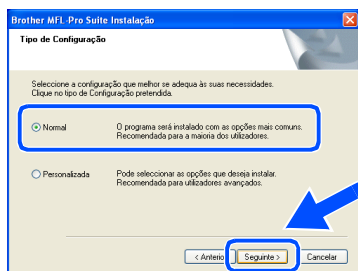 Brother MFL-Pro Suite Instalação
Tipo de Configuração
Seleccione a configuração que melhor se adequa às suas necessidades.
Clique no tipo de Configuração pretendida.
Normal
O programa será instalado com as opções mais comuns.
Recomendada para a maioria dos utilizadores.
Personalizada
Pode seleccionar as opções que deseja instalar.
Recomendada para utilizadores avançados.
< Anterio
Seguinte >
Cancelar